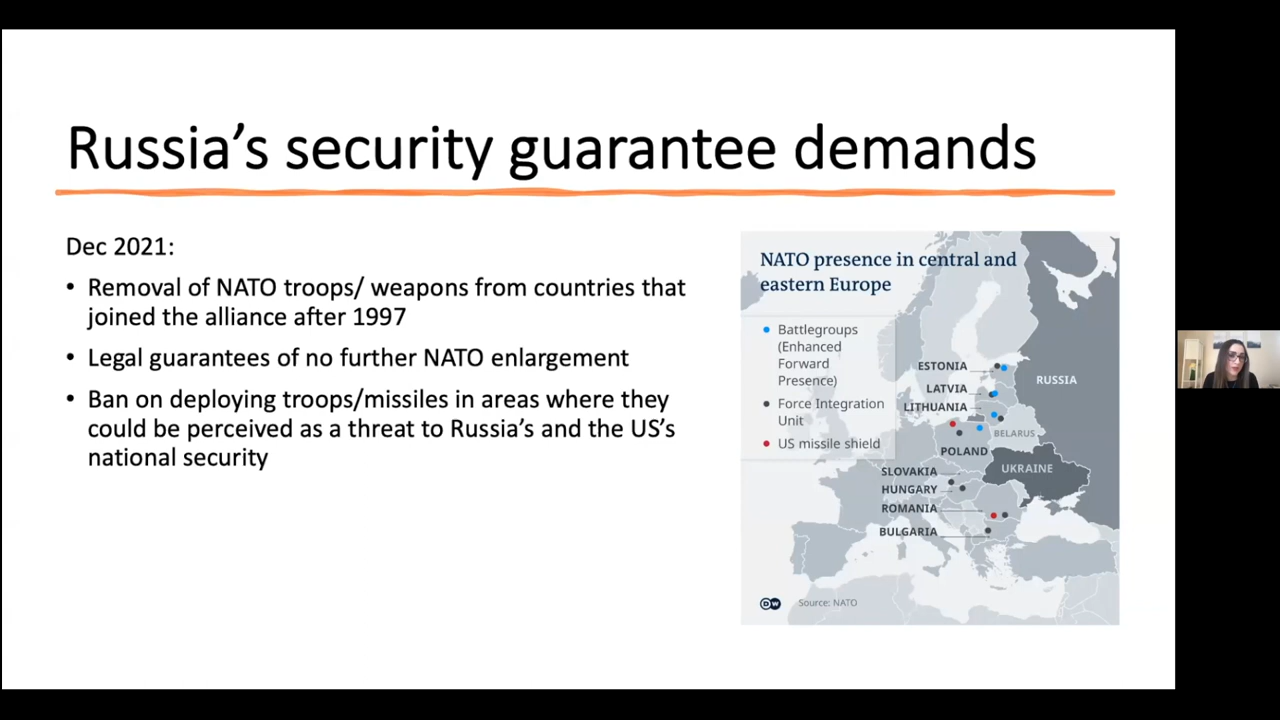 Russia's security guarantee demands
Dec 2021:
• Removal of NATO troops/ weapons from countries that
joined the alliance after 1997
• Legal guarantees of no further NATO enlargement
• Ban on deploying troops/missiles in areas where they
could be perceived as a threat to Russia's and the US's
national security
NATO presence in central and
eastern Europe
Battlegroups
(Enhanced
Forward
Presence)
Force Integration
Unit
US missile shield
ESTONIA
LATVIA
LITHUANIA
RUSSIA
BELARUS
POLAND
UKRAINE
SLOVAKIA
HUNGARY
ROMANIA
BULGARIA
DW
Source: NATO